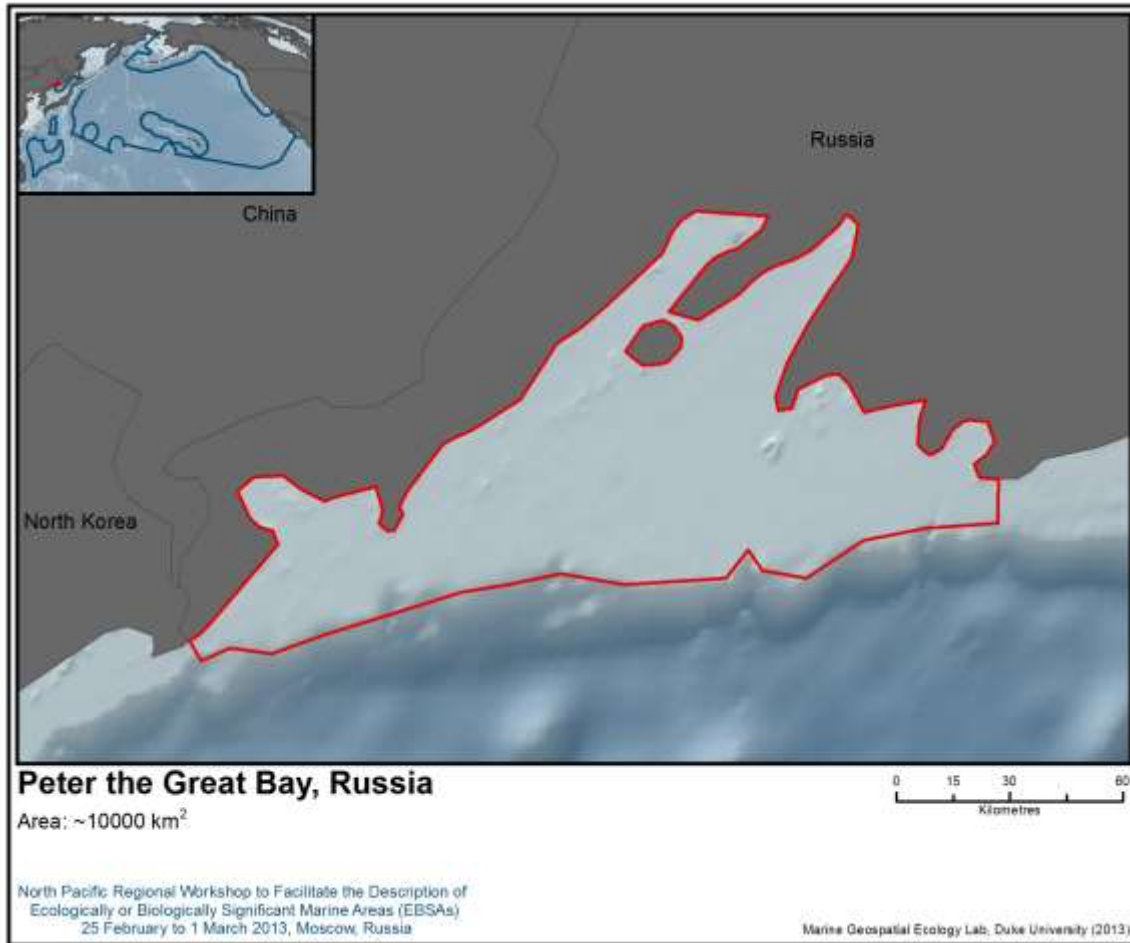 Russia
China
North Korea
Peter the Great Bay, Russia
Area: ~10000 km²
0 15 30 60
Kilometres
North Pacific Regional Workshop to Facilitate the Description of
Ecologically or Biologically Significant Marine Areas (EBSAs)
25 February to 1 March 2013, Moscow, Russia
Marine Geospatial Ecology Lab, Duke University (2013)